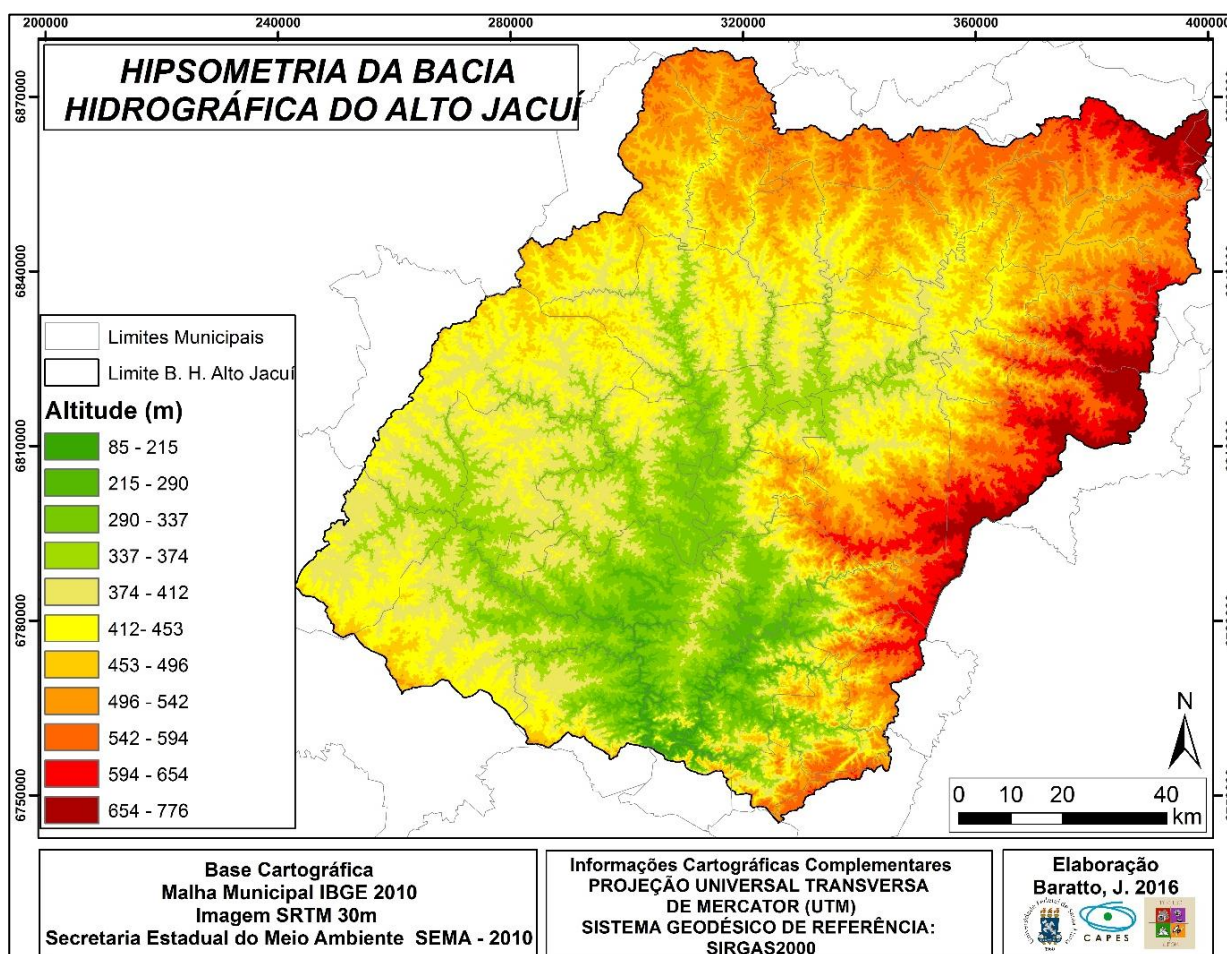 200000 240000 280000 320000 360000 400000
HIPSOMETRIA DA BACIA
HIDROGRÁFICA DO ALTO JACUÍ
6870000
6840000
6810000
6780000
6750000
Limites Municipais
Limite B. H. Alto Jacuí
Altitude (m)
85 - 215
215 - 290
290 - 337
337 - 374
374 - 412
412 - 453
453 - 496
496 - 542
542 - 594
594 - 654
654 - 776
N
0 10 20 40
km
Base Cartográfica
Malha Municipal IBGE 2010
Imagem SRTM 30m
Secretaria Estadual do Meio Ambiente SEMA - 2010
Informações Cartográficas Complementares
PROJEÇÃO UNIVERSAL TRANSVERSA
DE MERCATOR (UTM)
SISTEMA GEODÉSICO DE REFERÊNCIA:
SIRGAS2000
Elaboração
Baratto, J. 2016
CAPES